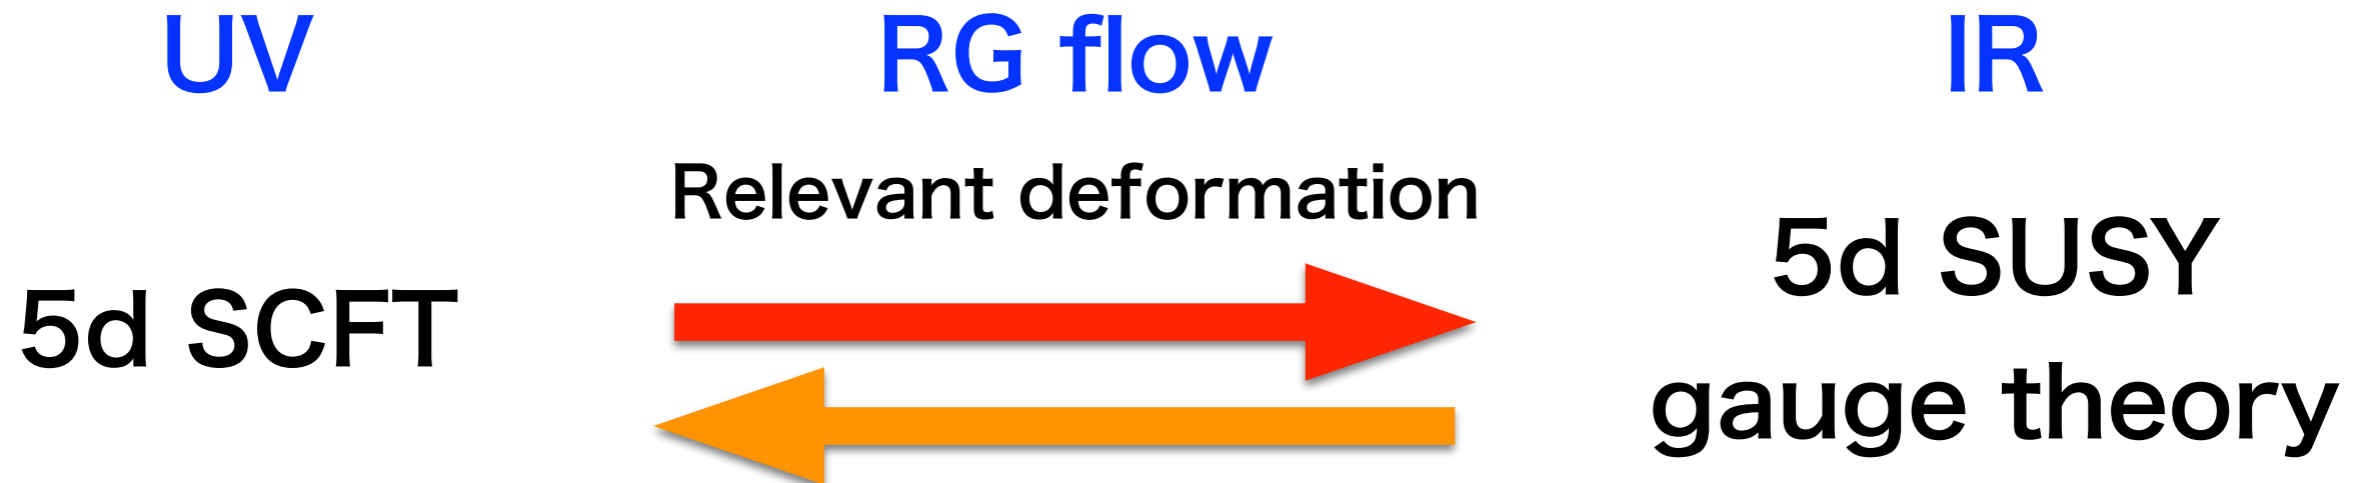 UV
RG flow
IR
Relevant deformation
5d SCFT
5d SUSY
gauge theory